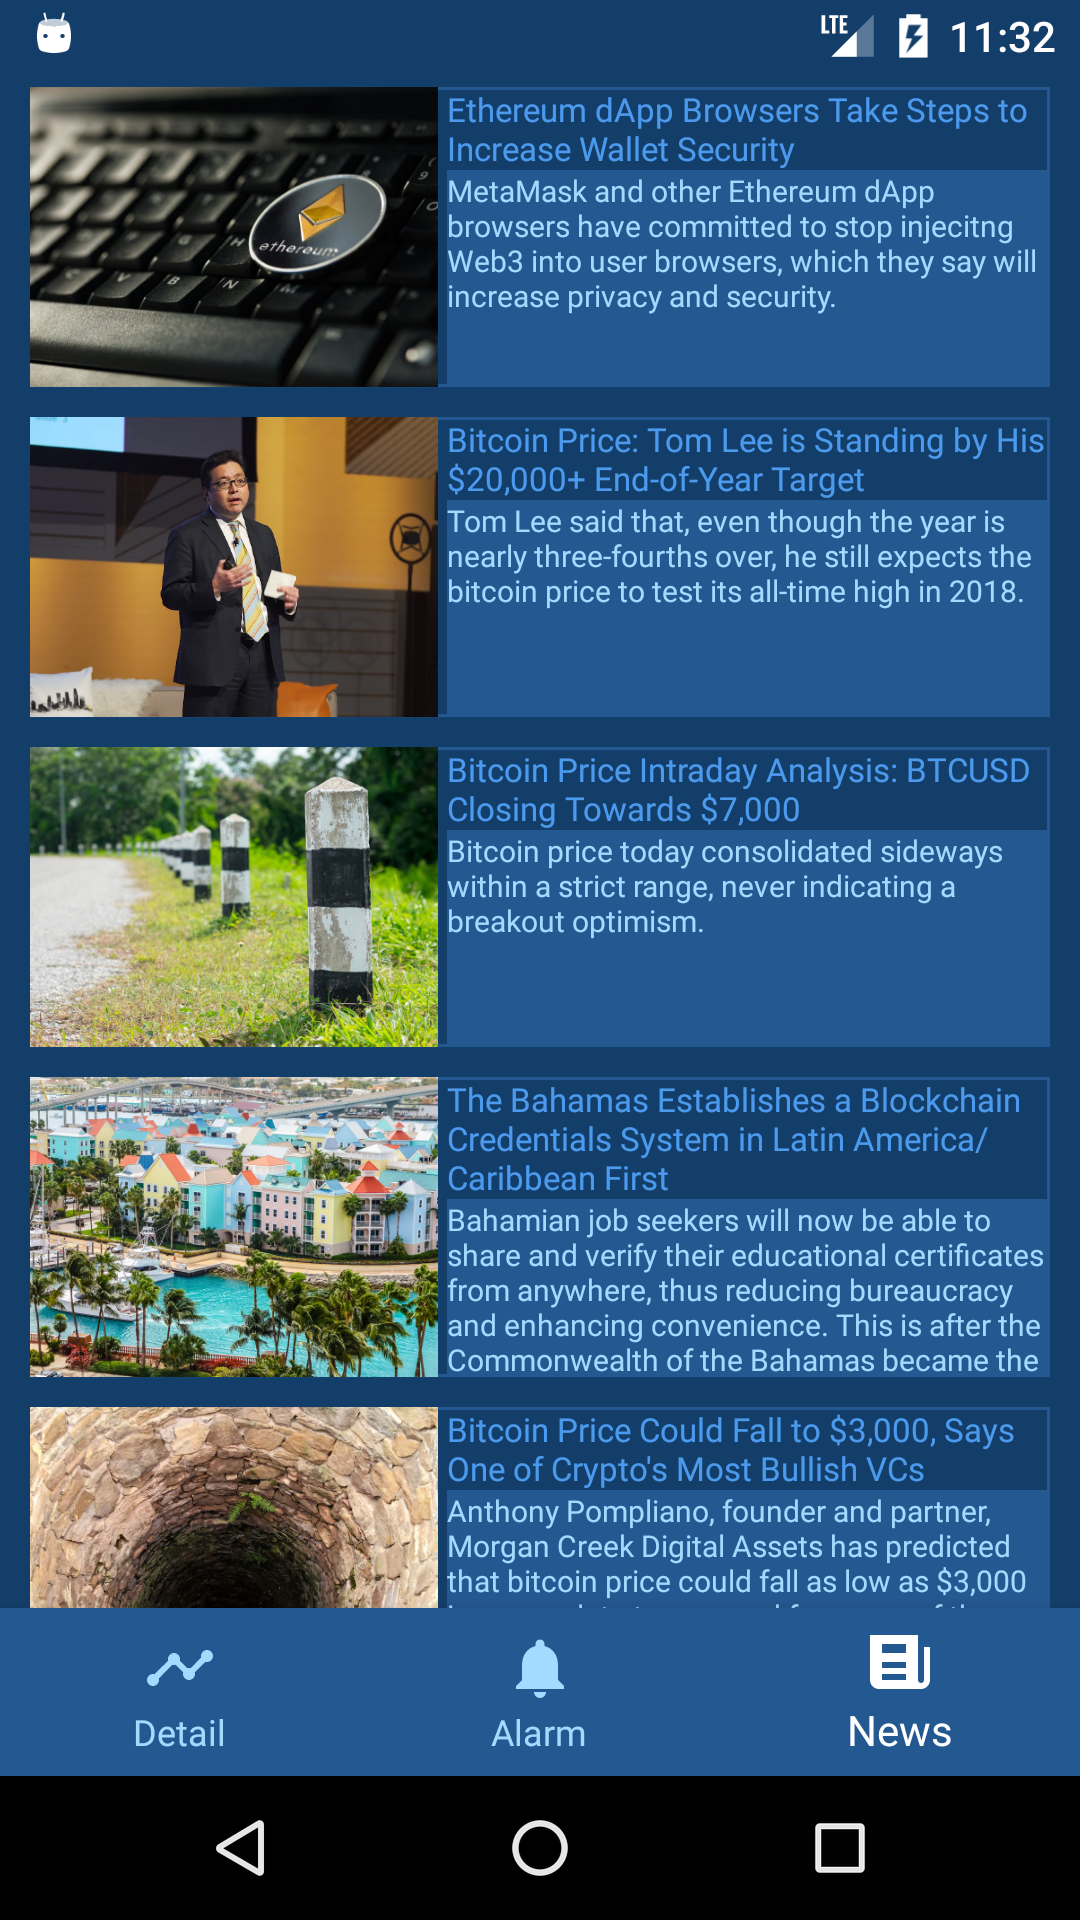 LTE 11:32
ethereum
Ethereum dApp Browsers Take Steps to
Increase Wallet Security
MetaMask and other Ethereum dApp
browsers have committed to stop injecitng
Web3 into user browsers, which they say will
increase privacy and security.
Bitcoin Price: Tom Lee is Standing by His
$20,000+ End-of-Year Target
Tom Lee said that, even though the year is
nearly three-fourths over, he still expects the
bitcoin price to test its all-time high in 2018.
Bitcoin Price Intraday Analysis: BTCUSD
Closing Towards $7,000
Bitcoin price today consolidated sideways
within a strict range, never indicating a
breakout optimism.
The Bahamas Establishes a Blockchain
Credentials System in Latin America/
Caribbean First
Bahamian job seekers will now be able to
share and verify their educational certificates
from anywhere, thus reducing bureaucracy
and enhancing convenience. This is after the
Commonwealth of the Bahamas became the
Bitcoin Price Could Fall to $3,000, Says
One of Crypto's Most Bullish VCs
Anthony Pompliano, founder and partner,
Morgan Creek Digital Assets has predicted
that bitcoin price could fall as low as $3,000
Detail
Alarm
News